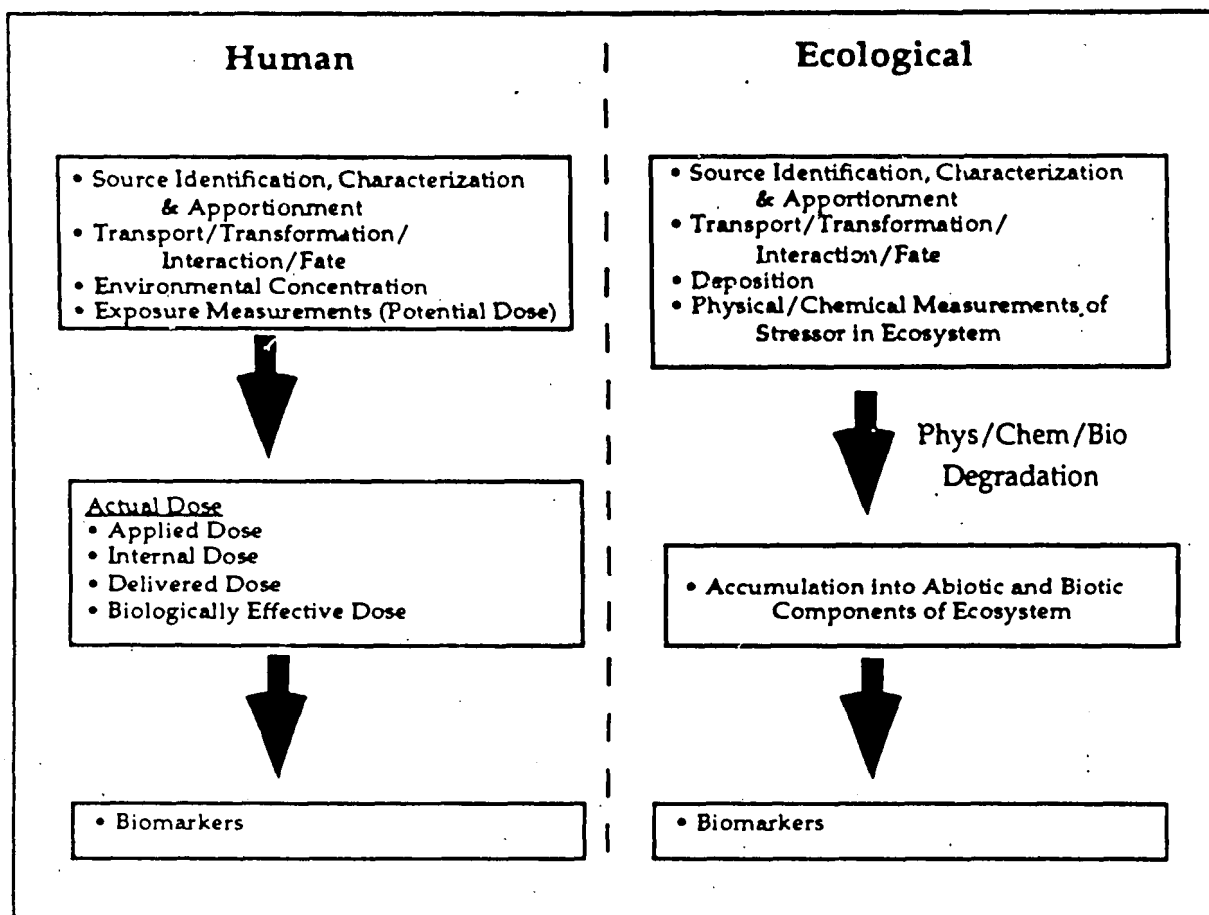 Human
• Source Identification, Characterization
& Apportionment
• Transport/Transformation/
Interaction/Fate
• Environmental Concentration
• Exposure Measurements (Potential Dose)
Actual Dose
• Applied Dose
• Internal Dose
• Delivered Dose
• Biologically Effective Dose
• Biomarkers
Ecological
• Source Identification, Characterization
& Apportionment
• Transport/Transformation/
Interaction/Fate
• Deposition
• Physical/Chemical Measurements of
Stressor in Ecosystem
Phys/Chem/Bio
Degradation
• Accumulation into Abiotic and Biotic
Components of Ecosystem
• Biomarkers